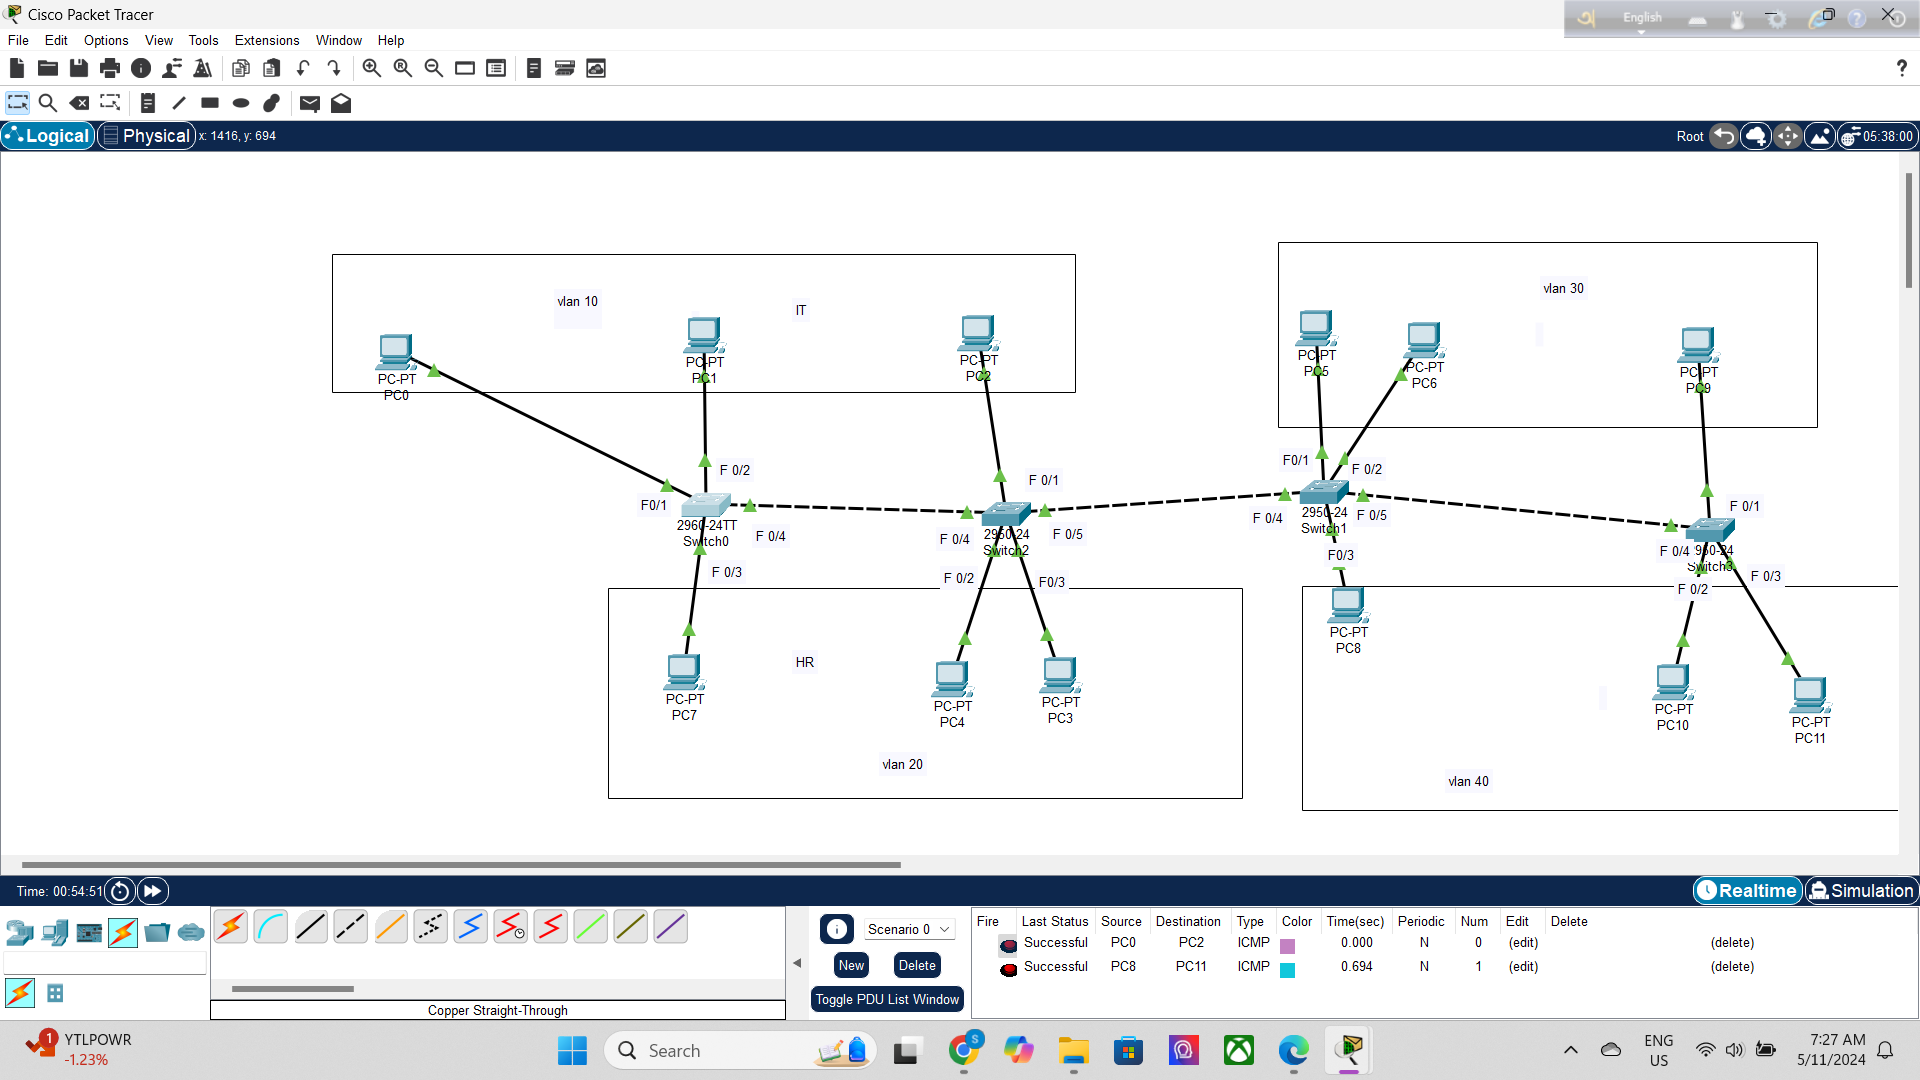 Cisco Packet Tracer
English
File Edit Options View Tools Extensions Window Help
Logical Physical x: 1416, y: 694
Root 05:38:00
vlan 10
IT
PC-PT
PC0
PC-PT
PC1
PC-PT
PC2
vlan 30
PC-PT
PC5
PC-PT
PC6
PC-PT
PC9
F0/1
F 0/2
2960-24TT
Switch0
F 0/4
F 0/3
F 0/1
F 0/4
2950-24
Switch2
F 0/5
F 0/2
F0/3
F0/1
F 0/2
F 0/4
2950-24
Switch1
F 0/5
F0/3
F 0/1
F 0/4
950-24
Switch3
F 0/2
F 0/3
HR
PC-PT
PC7
PC-PT
PC4
PC-PT
PC3
vlan 20
PC-PT
PC8
PC-PT
PC10
PC-PT
PC11
vlan 40
Time: 00:54:51
Realtime Simulation
Copper Straight-Through
Scenario 0
New Delete
Toggle PDU List Window
Fire Last Status Source Destination Type Color Time(sec) Periodic Num Edit Delete
Successful PC0 PC2 ICMP 0.000 N 0 (edit) (delete)
Successful PC8 PC11 ICMP 0.694 N 1 (edit) (delete)
1
YTLPOWR
-1.23%
Search
S
ENG
US
7:27 AM
5/11/2024